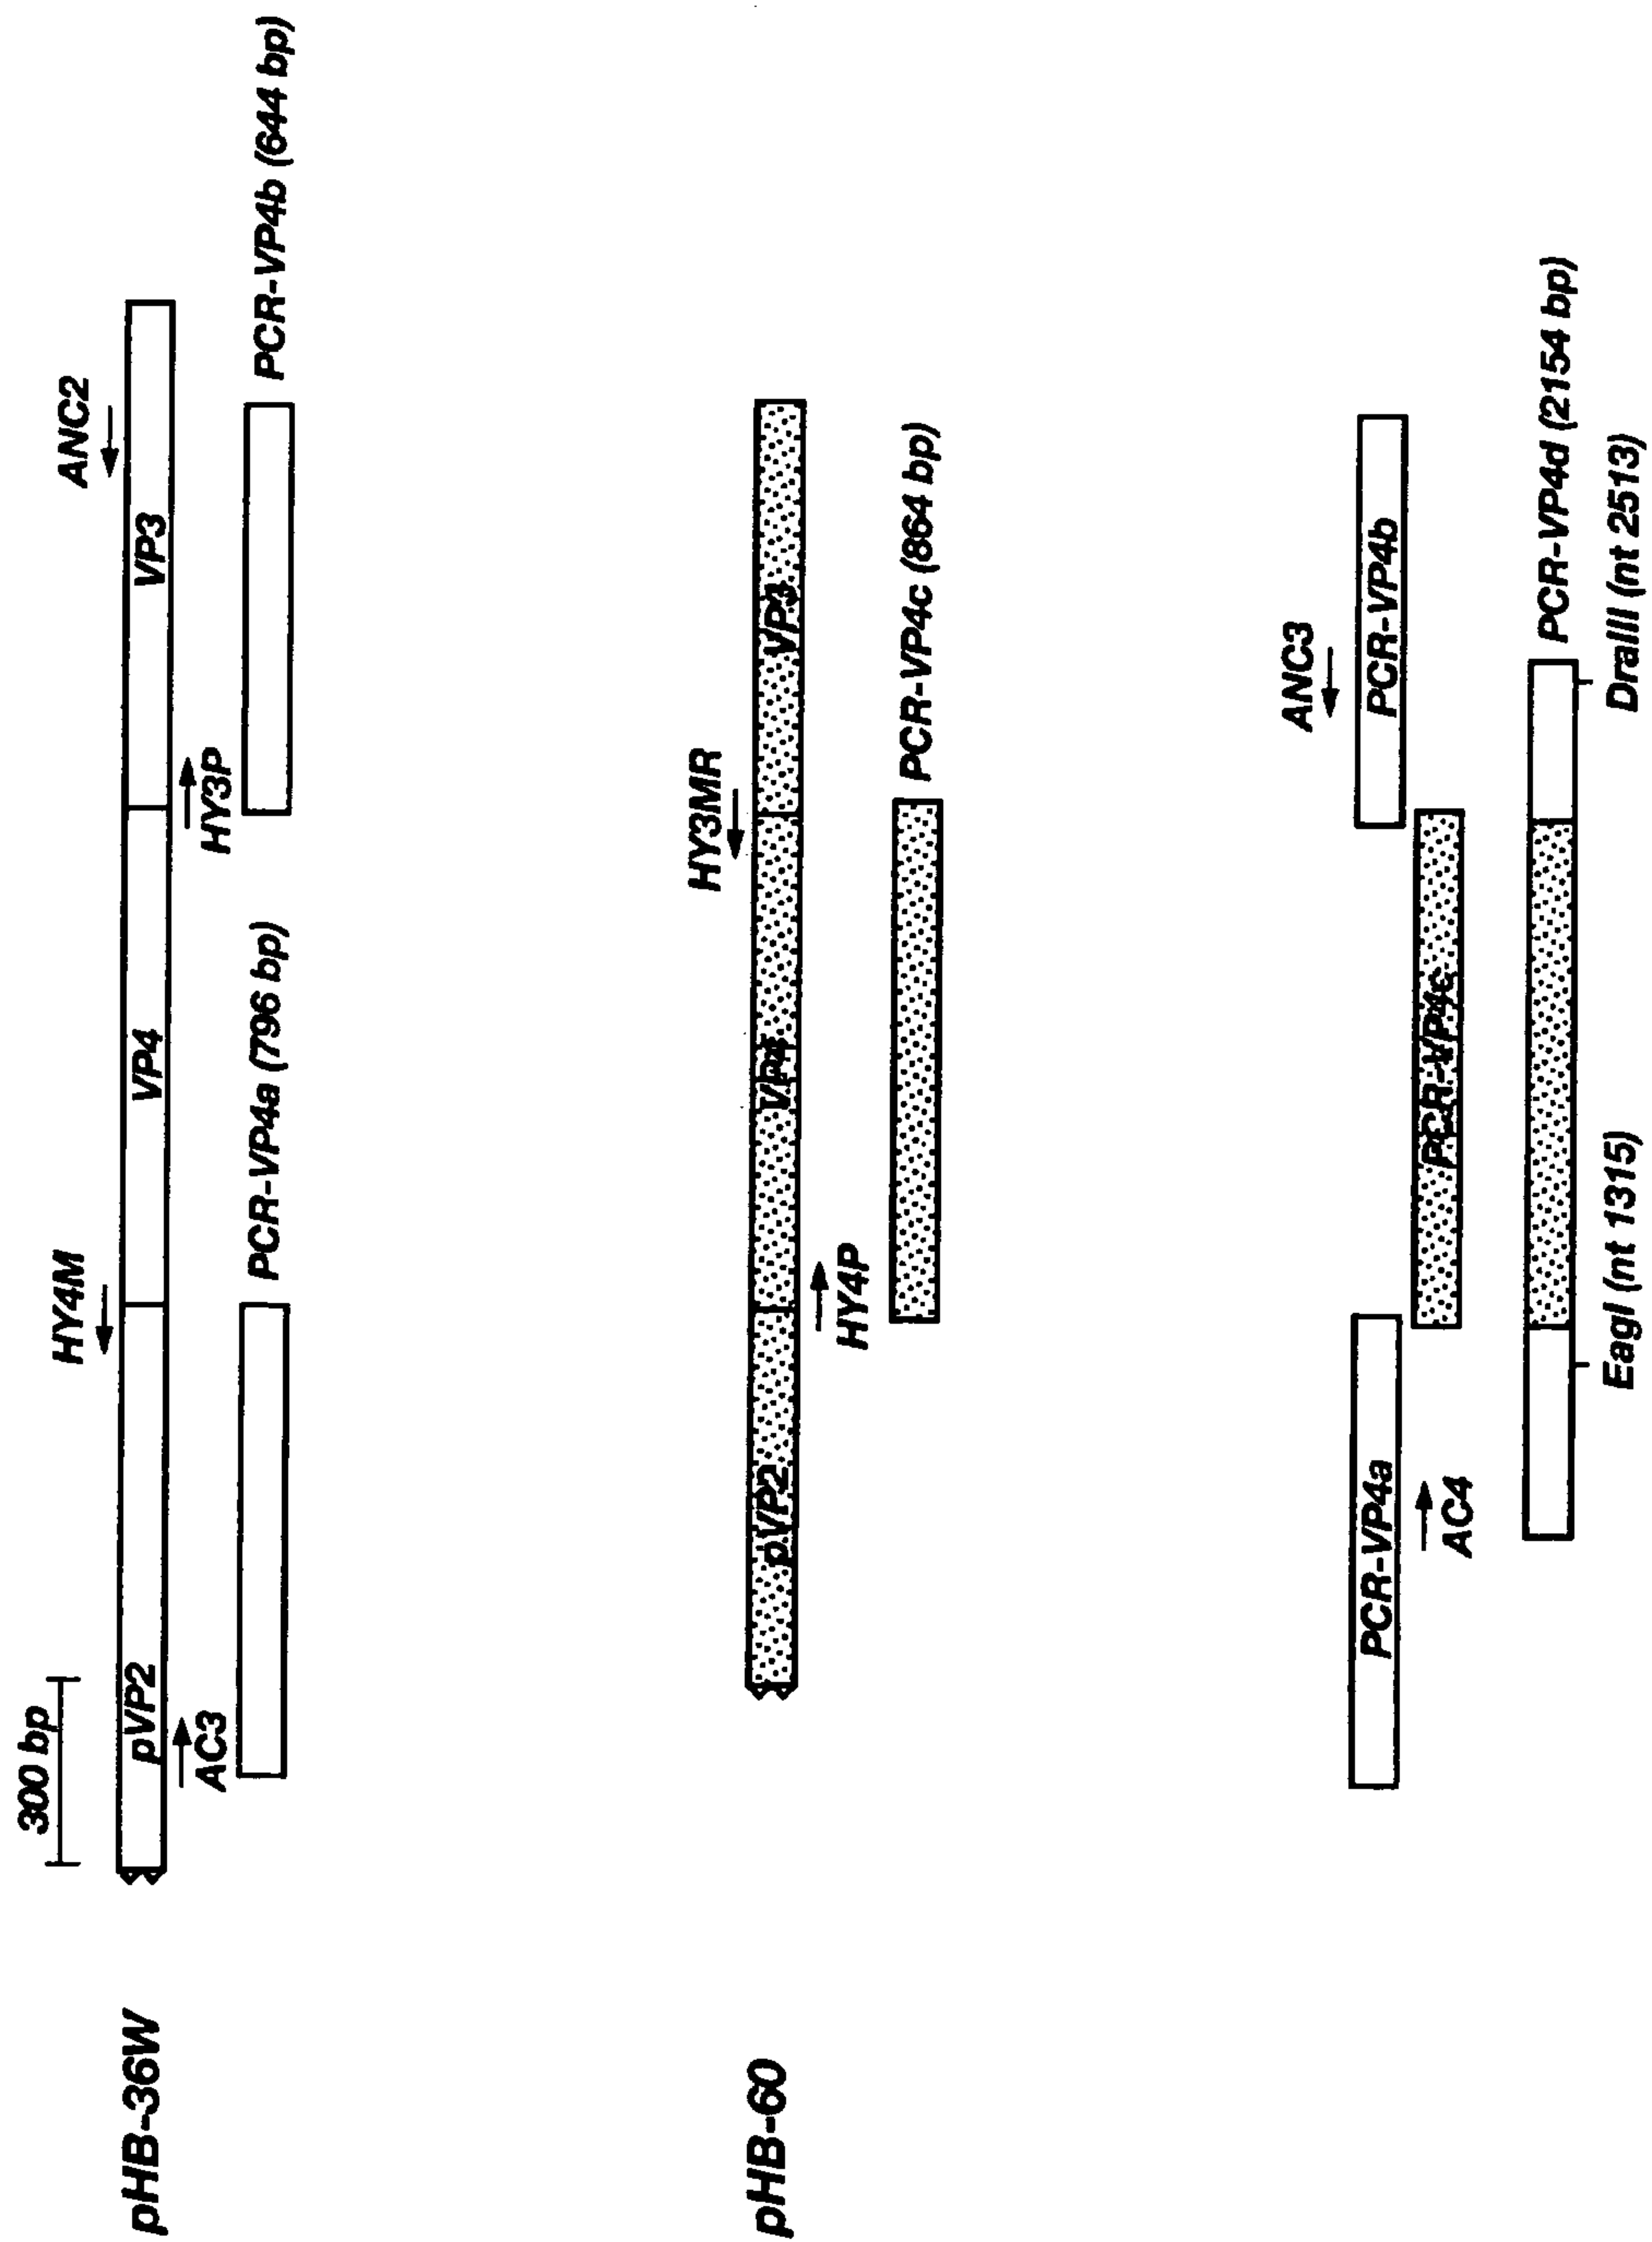 300 bp
HY4M
ANC2
pHB-36W
pVP2
VP4
VP3
AC3
HY3P
PCR-VP4a (796 bp)
PCR-VP4b (644 bp)
HY3MR
pHB-60
pVP2
VP4
VP3
HY4P
PCR-VP4c (864 bp)
ANC3
PCR-VP4a
PCR-VP4b
AC4
PCR-VP4c
PCR-VP4d (2154 bp)
EagI (nt 1315)
DraIII (nt 2513)